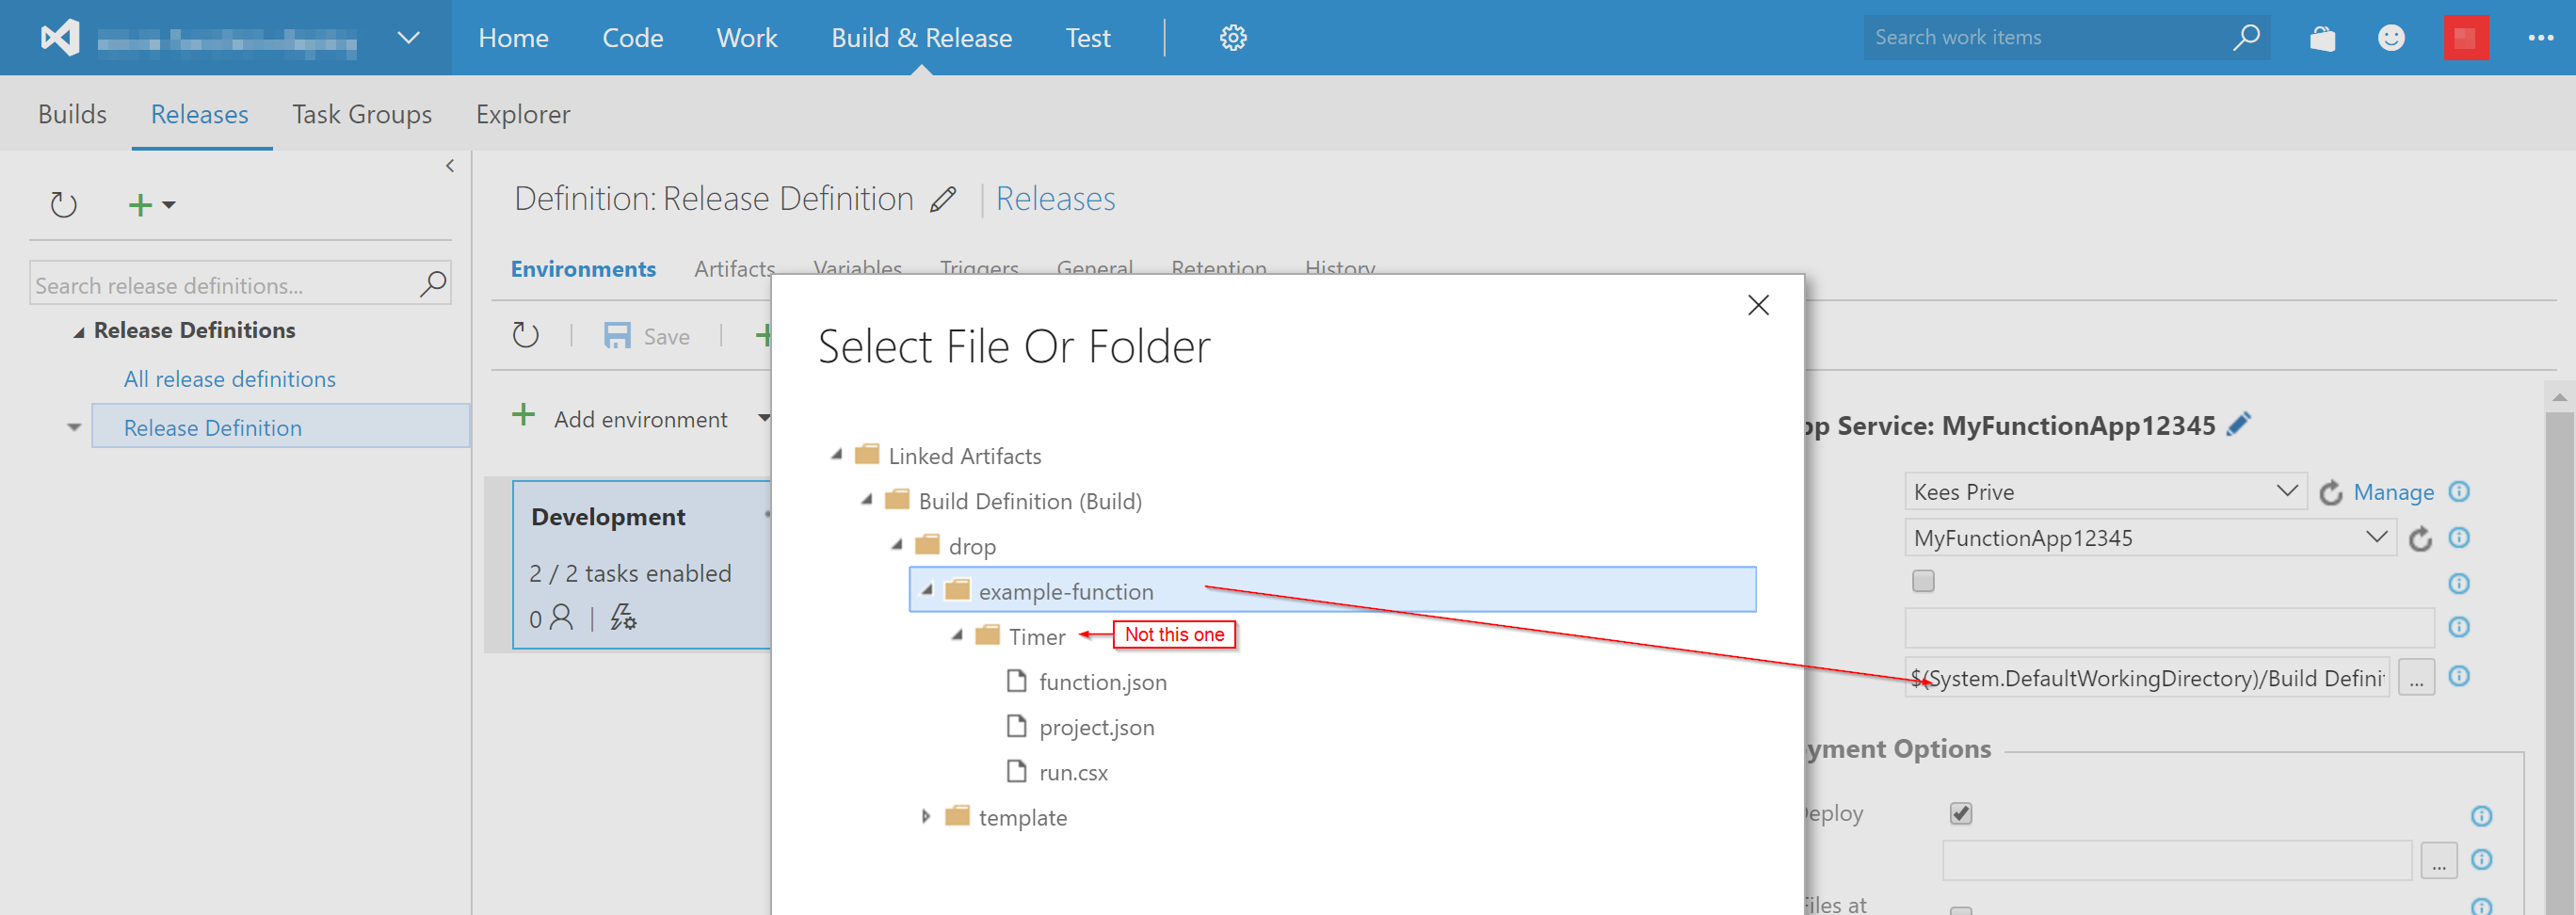 Home Code Work Build & Release Test Search work items
Builds Releases Task Groups Explorer
Definition: Release Definition | Releases
Search release definitions...
Release Definitions
All release definitions
Release Definition
Environments Artifacts Variables Triggers General Retention History
Save
Add environment
Development
2 / 2 tasks enabled
0
Select File Or Folder
Linked Artifacts
Build Definition (Build)
drop
example-function
Timer
Not this one
function.json
project.json
run.csx
template
pp Service: MyFunctionApp12345
Kees Prive
Manage
MyFunctionApp12345
$(System.DefaultWorkingDirectory)/Build Defini
...
yment Options
eploy
...
iles at